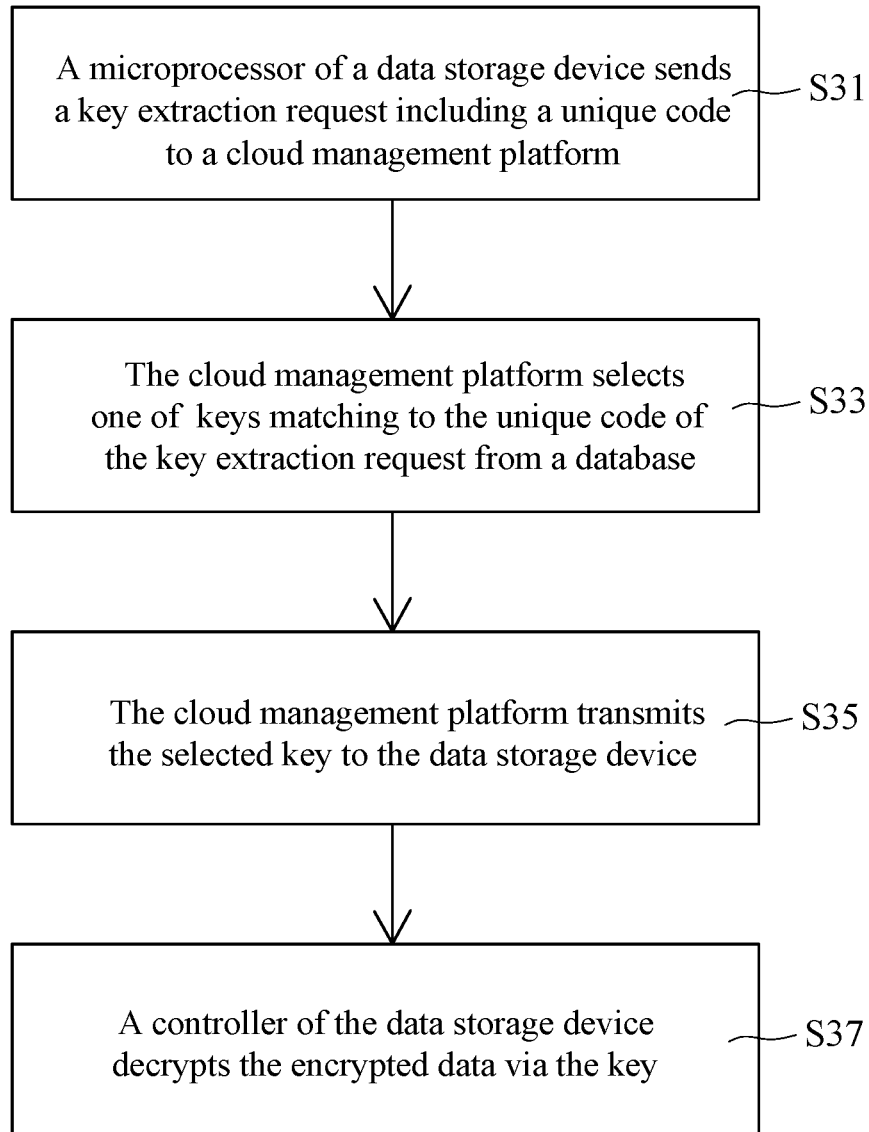 A microprocessor of a data storage device sends
a key extraction request including a unique code
to a cloud management platform
S31
The cloud management platform selects
one of keys matching to the unique code of
the key extraction request from a database
S33
The cloud management platform transmits
the selected key to the data storage device
S35
A controller of the data storage device
decrypts the encrypted data via the key
S37